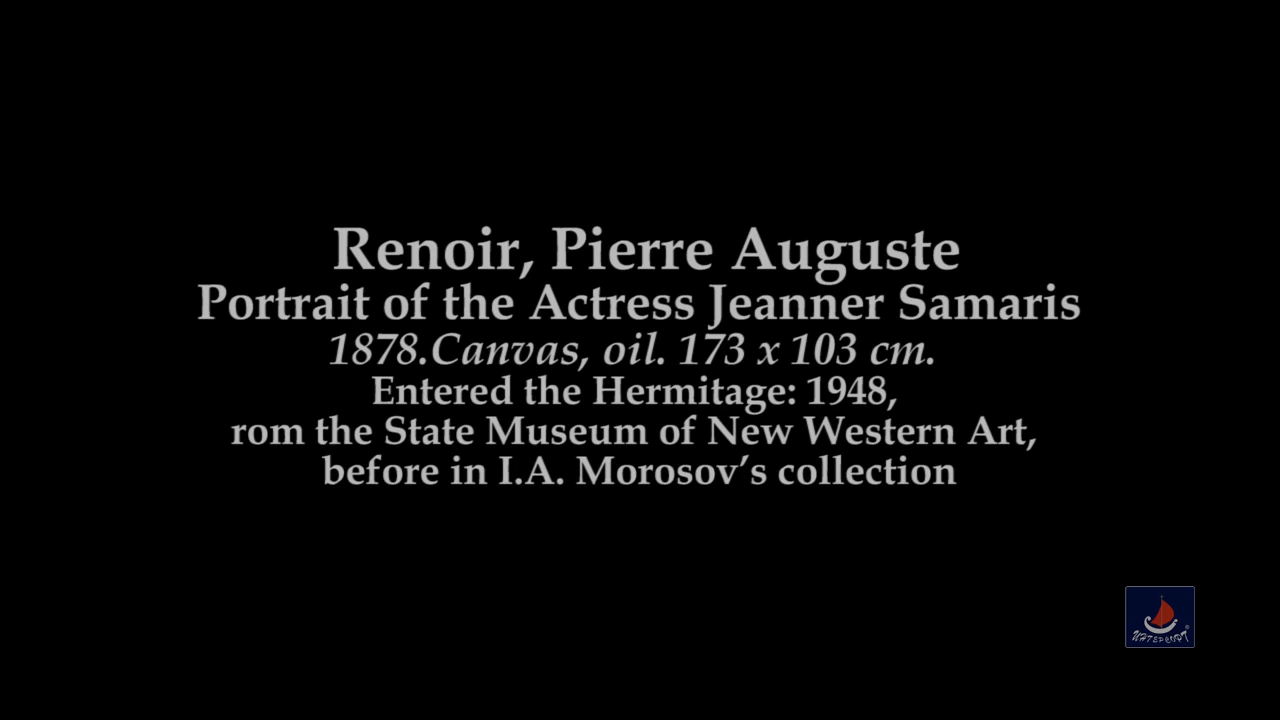 Renoir, Pierre Auguste
Portrait of the Actress Jeanner Samaris
1878.Canvas, oil. 173 x 103 cm.
Entered the Hermitage: 1948,
rom the State Museum of New Western Art,
before in I.A. Morosov’s collection